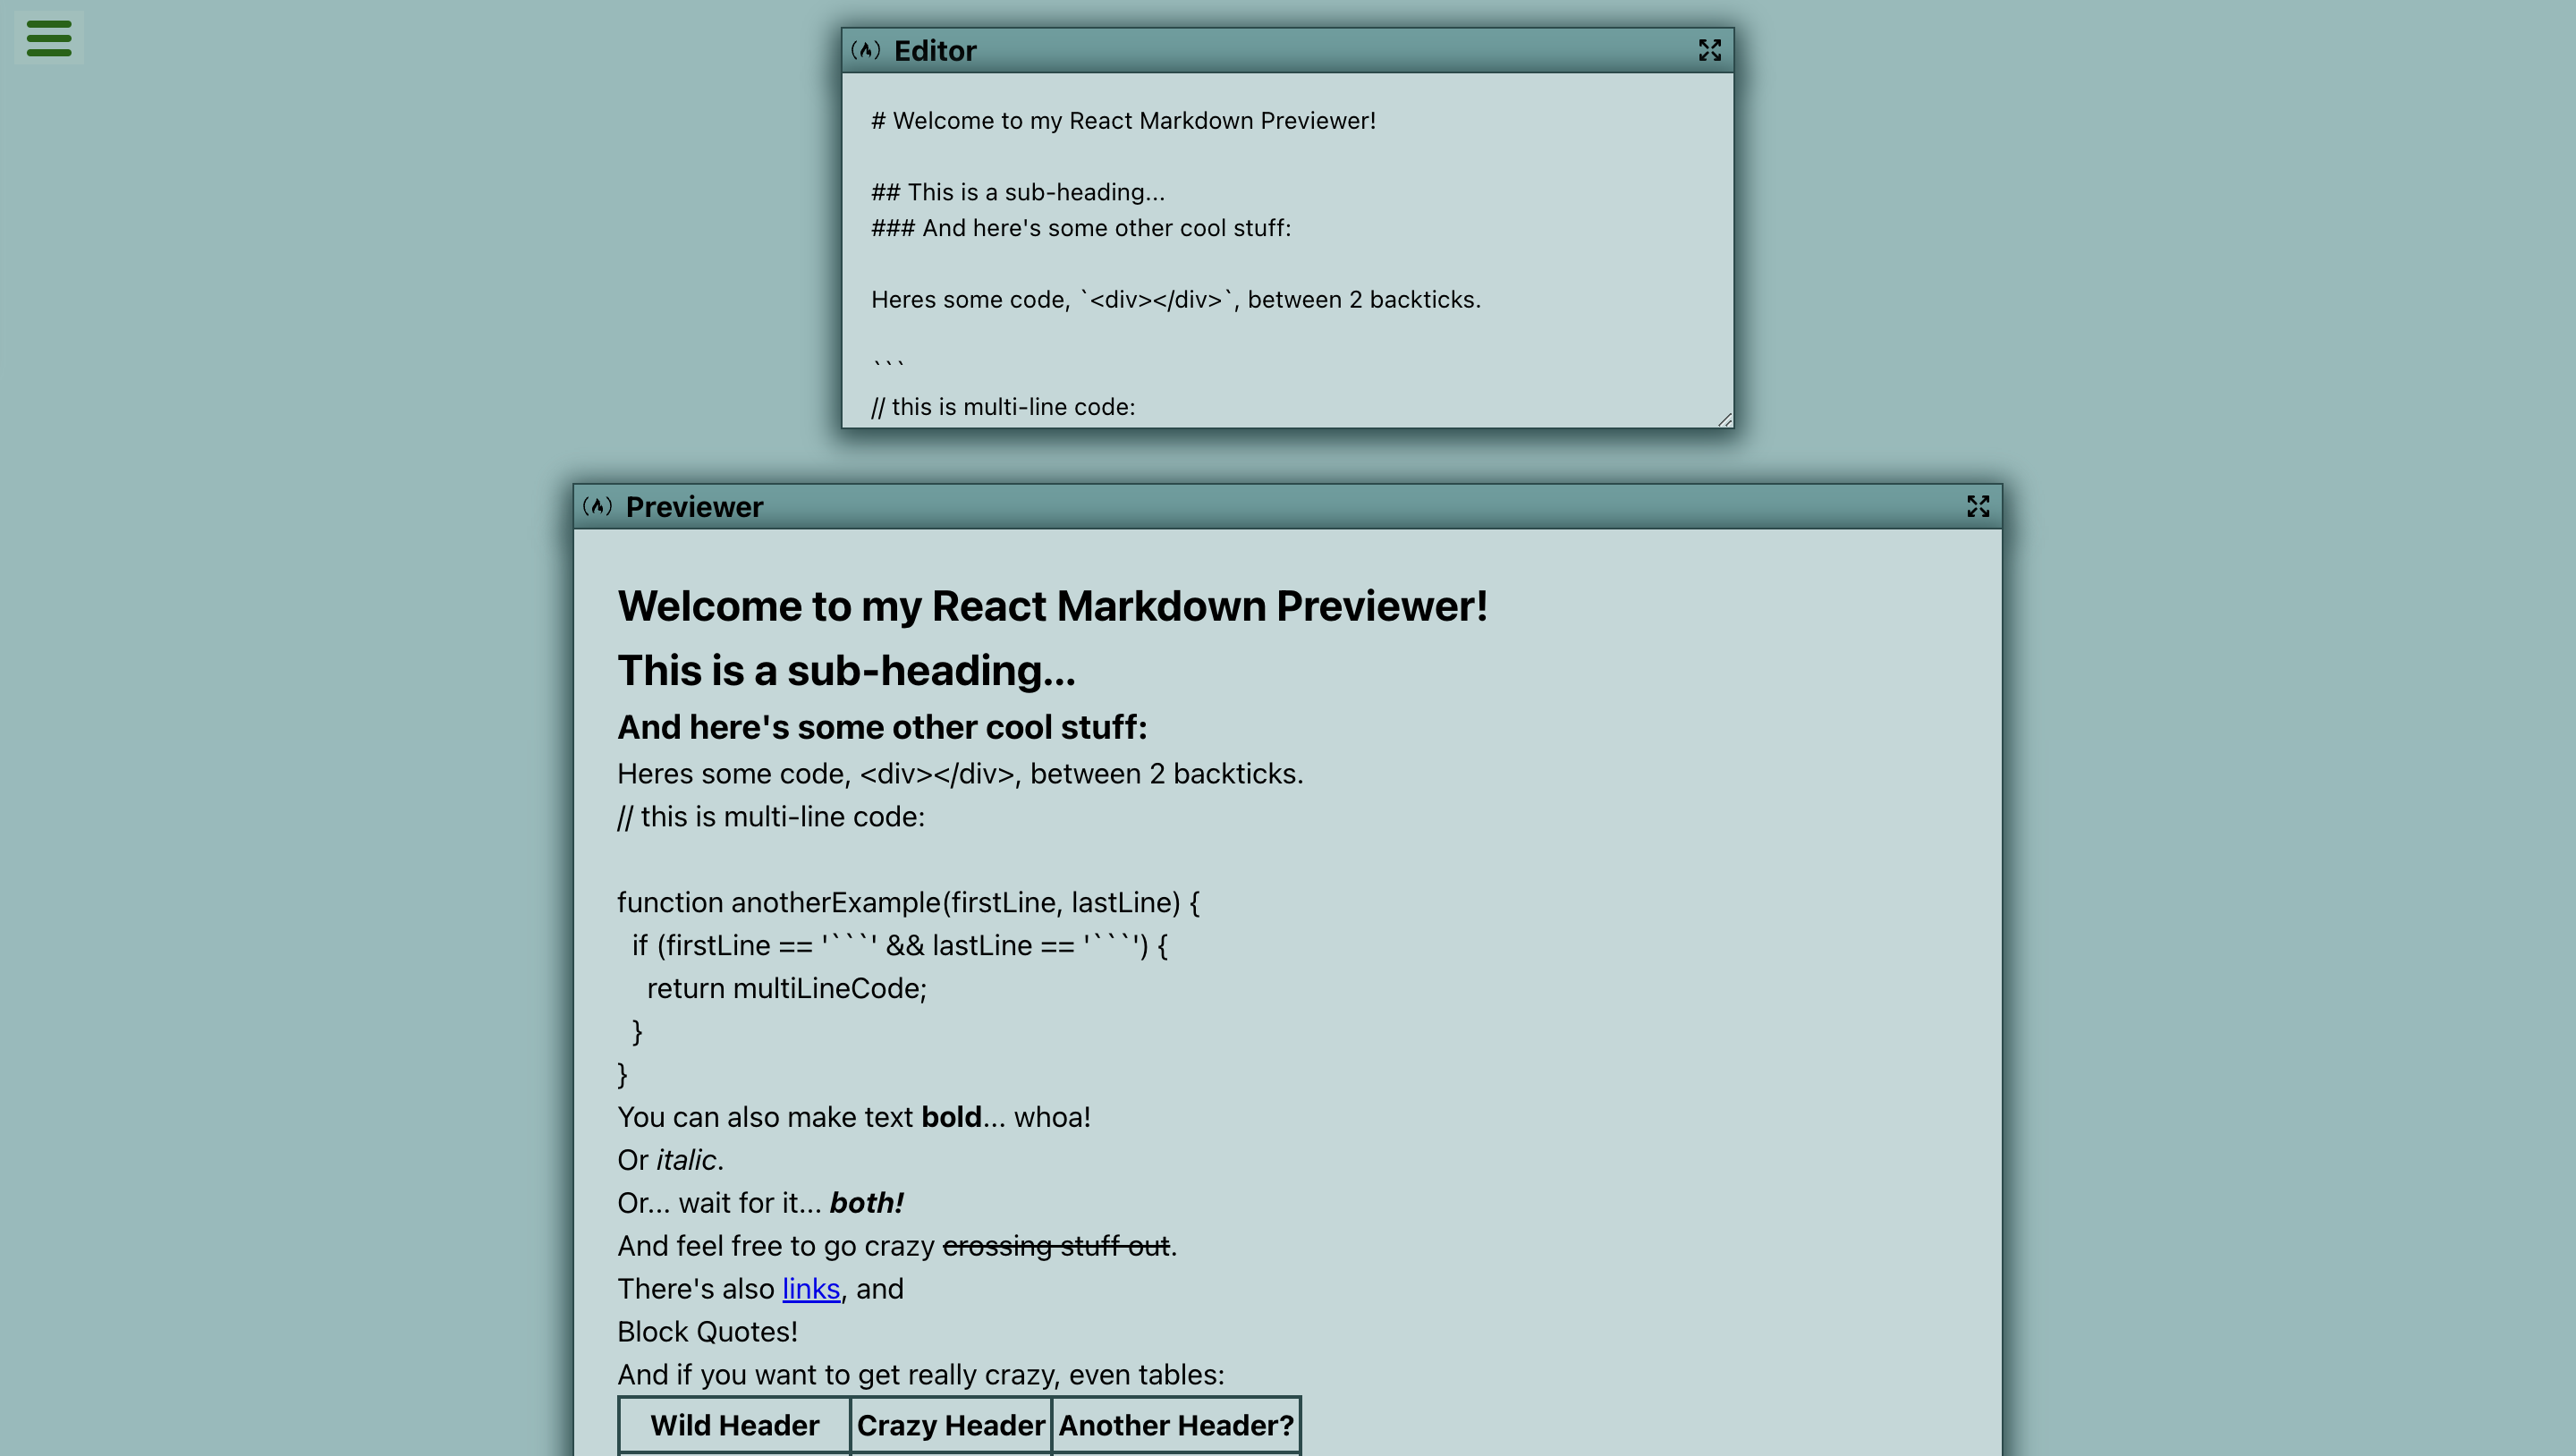 Editor
# Welcome to my React Markdown Previewer!
## This is a sub-heading...
### And here's some other cool stuff:
Heres some code, `<div></div>`, between 2 backticks.
```
// this is multi-line code:
Previewer
Welcome to my React Markdown Previewer!
This is a sub-heading...
And here's some other cool stuff:
Heres some code, <div></div>, between 2 backticks.
// this is multi-line code:
function anotherExample(firstLine, lastLine) {
  if (firstLine == '```' && lastLine == '```') {
    return multiLineCode;
  }
}
You can also make text bold... whoa!
Or italic.
Or... wait for it... both!
And feel free to go crazy crossing stuff out.
There's also links, and
Block Quotes!
And if you want to get really crazy, even tables:
Wild Header Crazy Header Another Header?